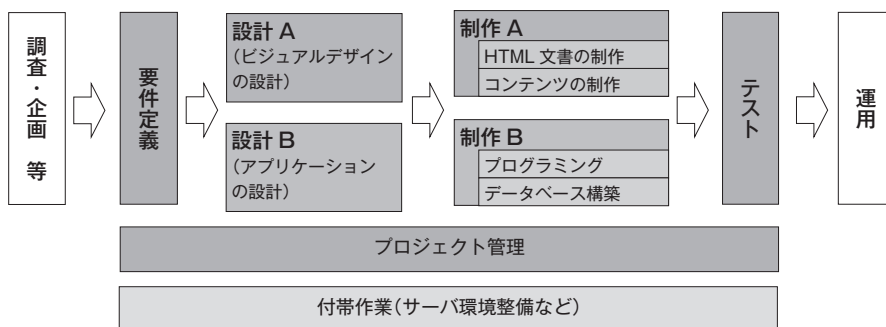 調査・企画 等
要件定義
設計 A
(ビジュアルデザイン
の設計)
設計 B
(アプリケーション
の設計)
制作 A
HTML 文書の制作
コンテンツの制作
制作 B
プログラミング
データベース構築
テスト
運用
プロジェクト管理
付帯作業(サーバ環境整備など)